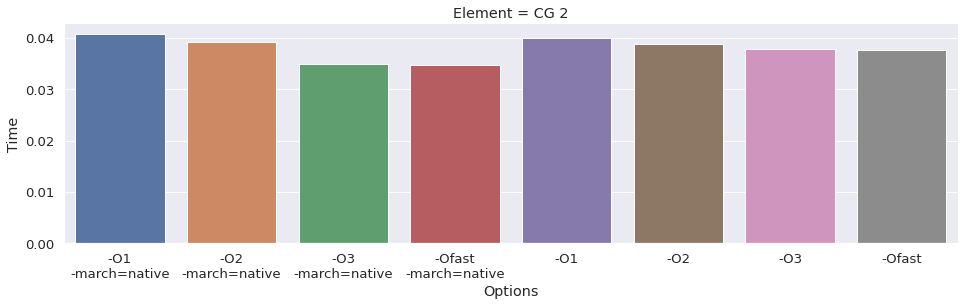 Element = CG 2
Time
0.04
0.03
0.02
0.01
0.00
-O1
-march=native
-O2
-march=native
-O3
-march=native
-Ofast
-march=native
-O1
-O2
-O3
-Ofast
Options